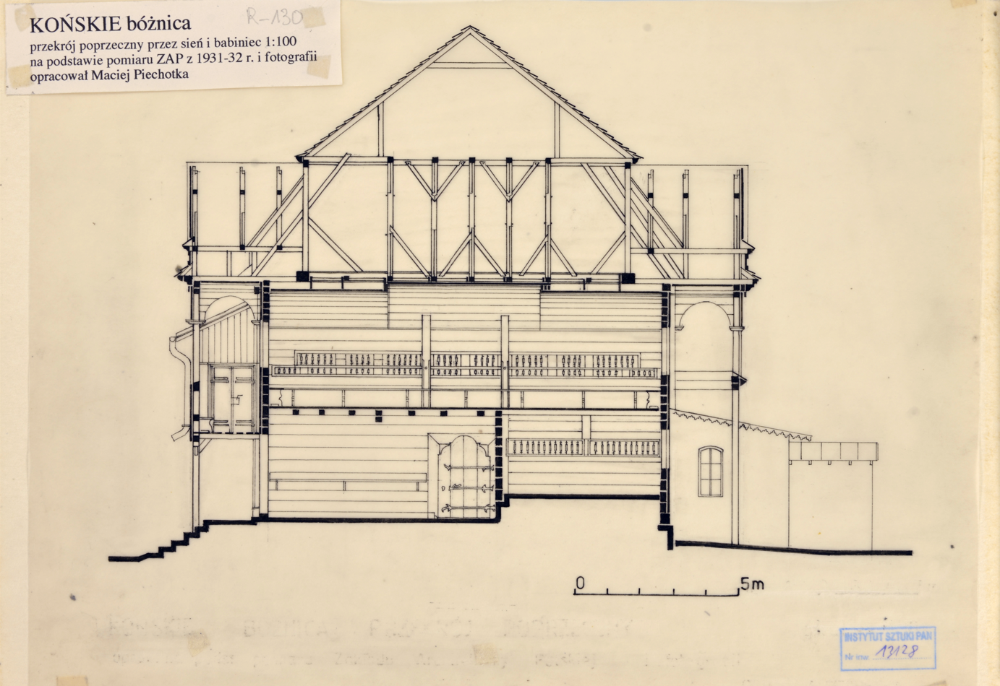 KOŃSKIE bóżnica
R-130
przekrój poprzeczny przez sień i babiniec 1:100
na podstawie pomiaru ZAP z 1931-32 r. i fotografii
opracował Maciej Piechotka
0 5m
INSTYTUT SZTUKI PAN
Nr inw. 13128